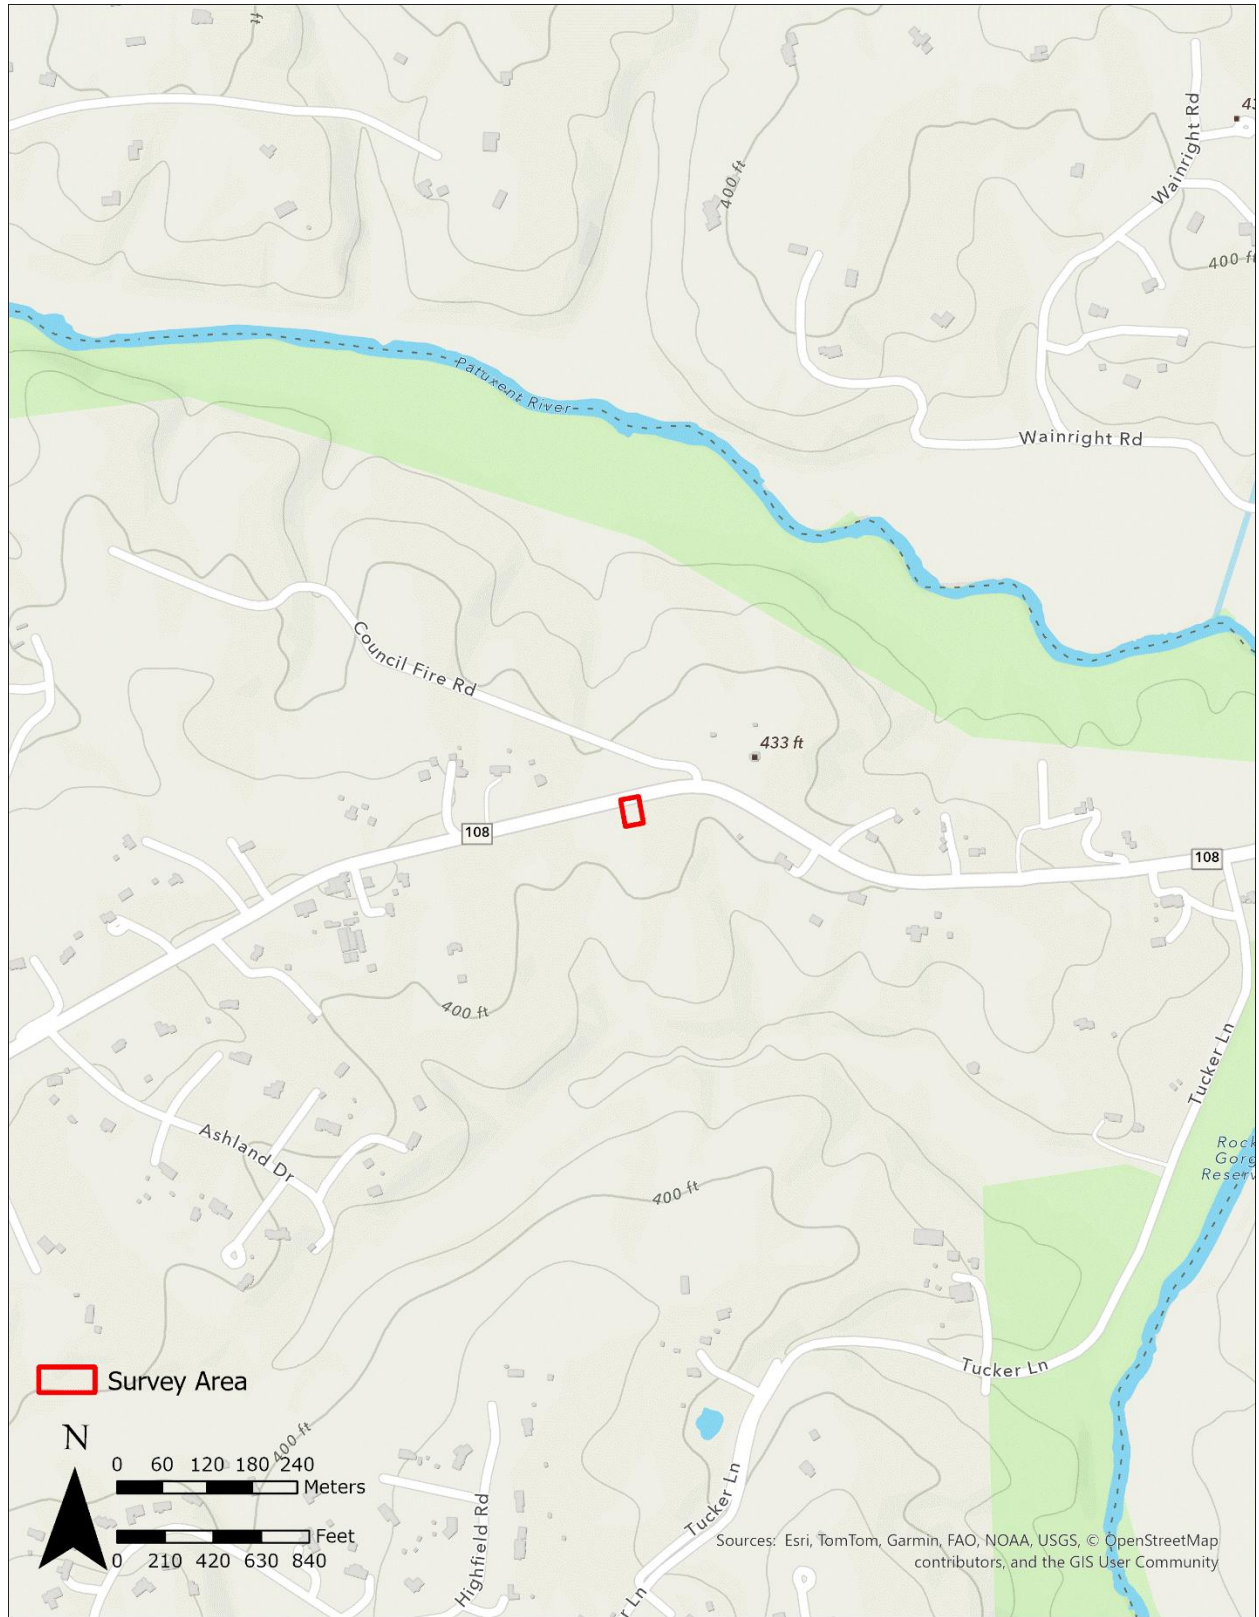 ft
Wainright Rd
400 ft
400 ft
Patuxent River
Wainright Rd
Council Fire Rd
433 ft
108
108
400 ft
Tucker Ln
Ashland Dr
400 ft
Tucker Ln
Survey Area
N
400 ft
0 60 120 180 240
Meters
Feet
0 210 420 630 840
Highfield Rd
Tucker Ln
Sources: Esri, TomTom, Garmin, FAO, NOAA, USGS, © OpenStreetMap
contributors, and the GIS User Community